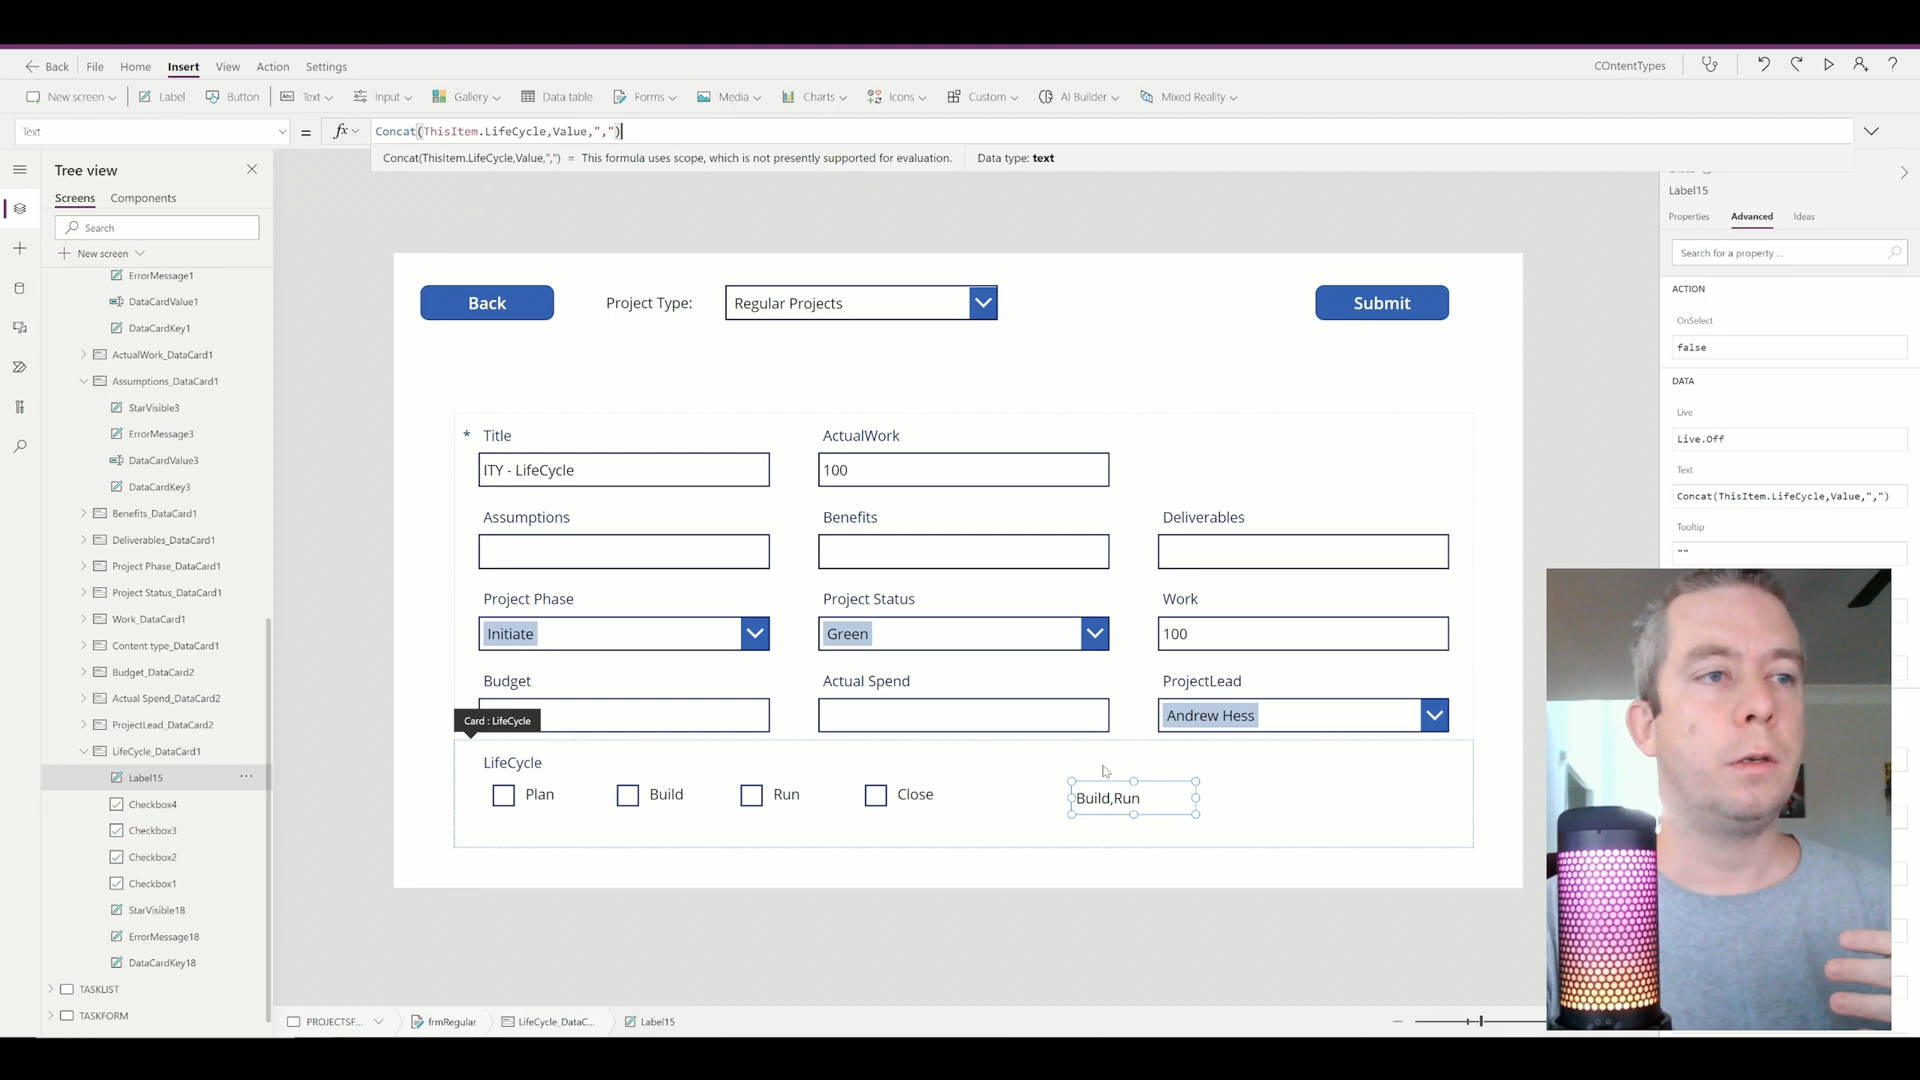 Back File Home Insert View Action Settings COntentTypes
New screen Label Button Text Input Gallery Data table Forms Media Charts Icons Custom AI Builder Mixed Reality
Text = fx Concat(ThisItem.LifeCycle,Value,",")
Concat(ThisItem.LifeCycle,Value,",") = This formula uses scope, which is not presently supported for evaluation. Data type: text
Tree view
Screens Components
Search
New screen
ErrorMessage1
DataCardValue1
DataCardKey1
ActualWork_DataCard1
Assumptions_DataCard1
StarVisible3
ErrorMessage3
DataCardValue3
DataCardKey3
Benefits_DataCard1
Deliverables_DataCard1
Project Phase_DataCard1
Project Status_DataCard1
Work_DataCard1
Content type_DataCard1
Budget_DataCard2
Actual Spend_DataCard2
ProjectLead_DataCard2
LifeCycle_DataCard1
Label15 ...
Checkbox4
Checkbox3
Checkbox2
Checkbox1
StarVisible18
ErrorMessage18
DataCardKey18
TASKLIST
TASKFORM
Back Project Type: Regular Projects Submit
* Title ActualWork
ITY - LifeCycle 100
Assumptions Benefits Deliverables
Project Phase Project Status Work
Initiate Green 100
Budget Actual Spend ProjectLead
Card : LifeCycle Andrew Hess
LifeCycle
Plan Build Run Close Build,Run
PROJECTSF... frmRegular LifeCycle_DataC... Label15
Label15
Properties Advanced Ideas
Search for a property ...
ACTION
OnSelect
false
DATA
Live
Live.Off
Text
Concat(ThisItem.LifeCycle,Value,",")
Tooltip
""